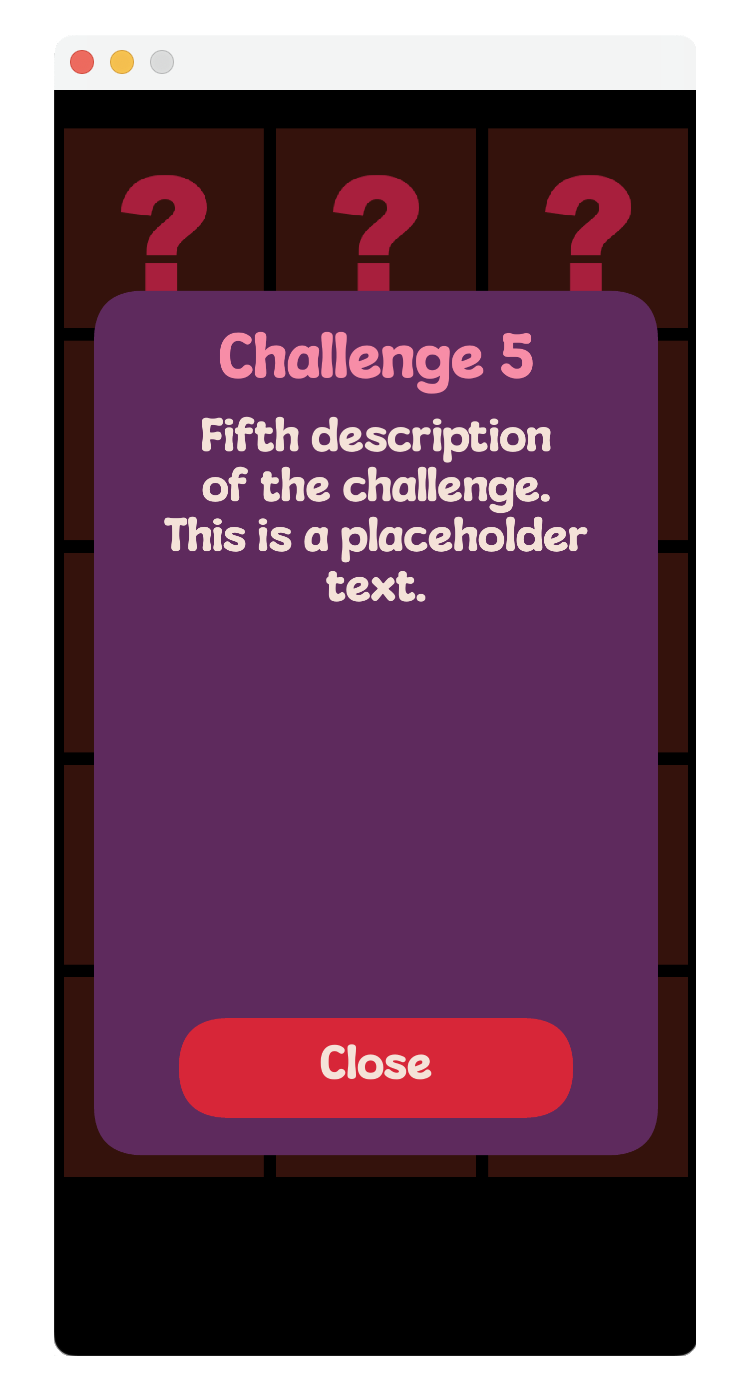 ? ? ?
Challenge 5
Fifth description
of the challenge.
This is a placeholder
text.
Close